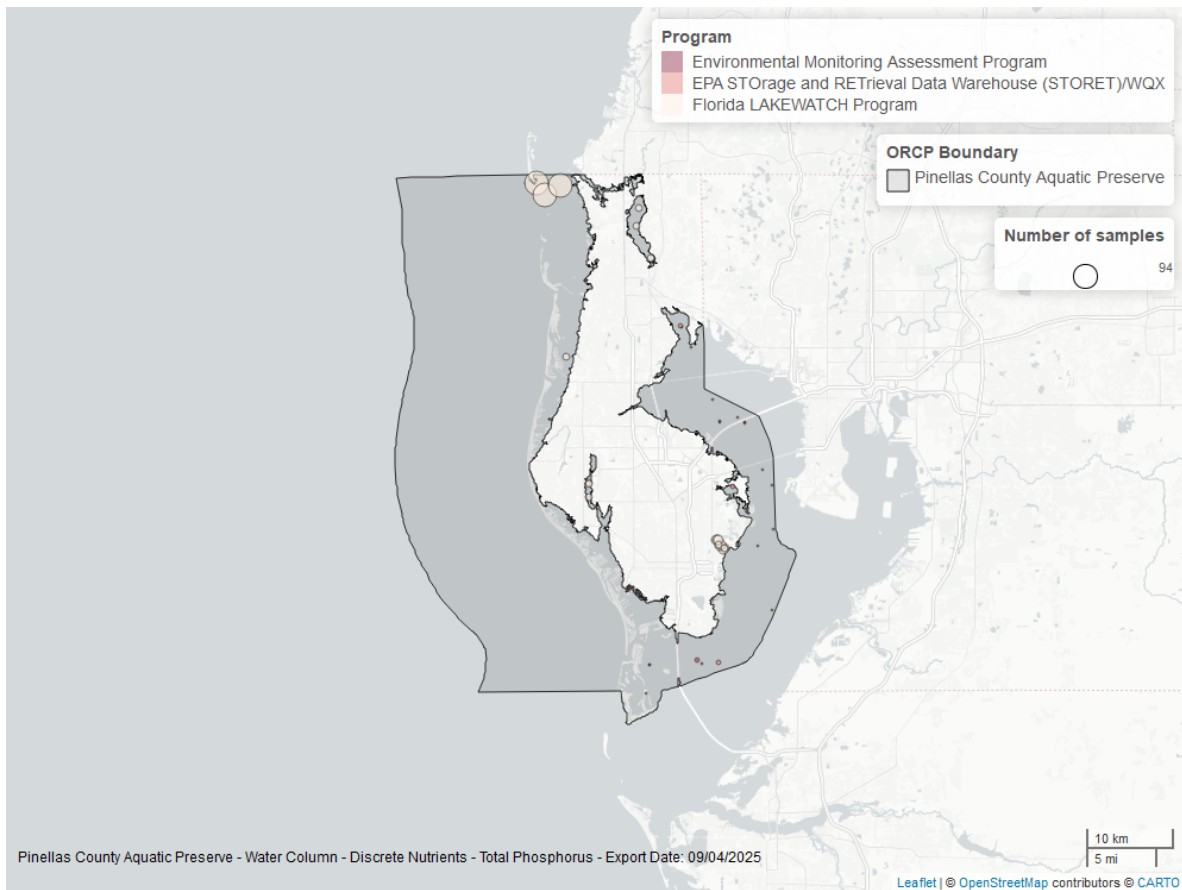 Program
Environmental Monitoring Assessment Program
EPA STOrage and RETrieval Data Warehouse (STORET)/WQX
Florida LAKEWATCH Program
ORCP Boundary
Pinellas County Aquatic Preserve
Number of samples
94
10 km
5 mi
Pinellas County Aquatic Preserve - Water Column - Discrete Nutrients - Total Phosphorus - Export Date: 09/04/2025
Leaflet | © OpenStreetMap contributors © CARTO